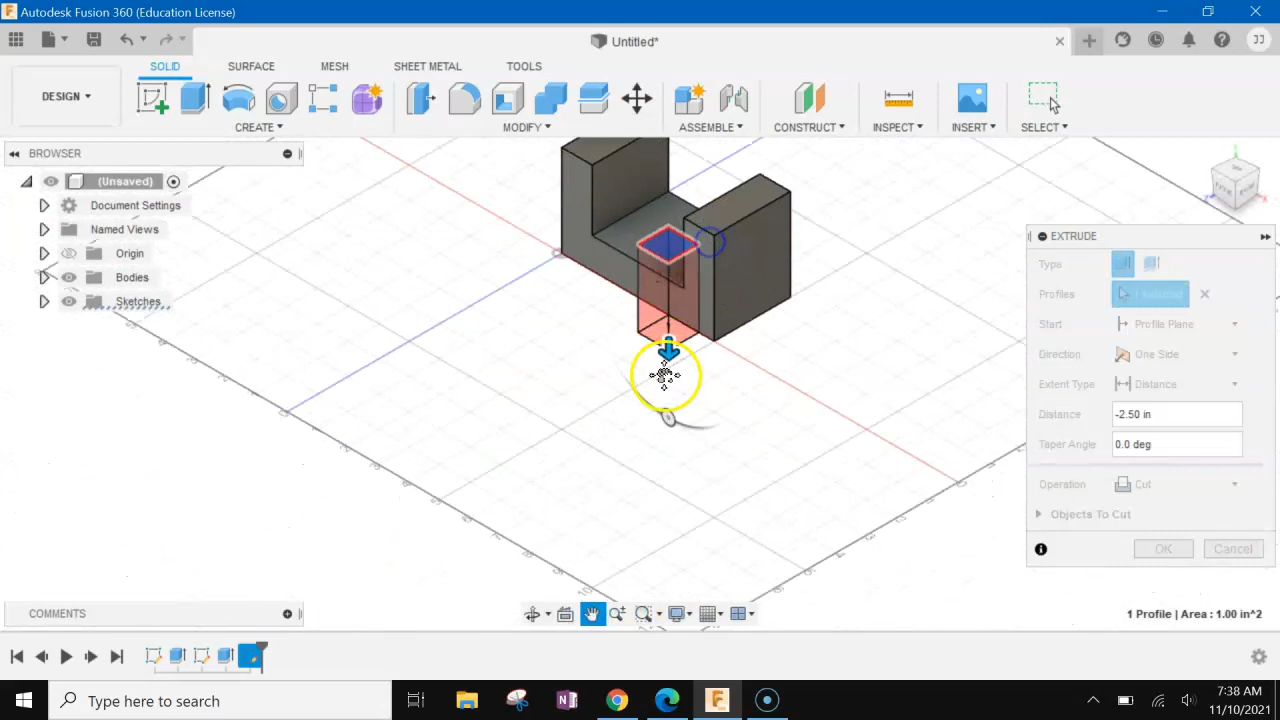 Autodesk Fusion 360 (Education License)
Untitled*
JJ
SOLID SURFACE MESH SHEET METAL TOOLS
DESIGN
CREATE MODIFY ASSEMBLE CONSTRUCT INSPECT INSERT SELECT
BROWSER
(Unsaved)
Document Settings
Named Views
Origin
Bodies
Sketches
EXTRUDE
Type
Profiles 1 selected
Start Profile Plane
Direction One Side
Extent Type Distance
Distance -2.50 in
Taper Angle 0.0 deg
Operation Cut
Objects To Cut
OK Cancel
COMMENTS
1 Profile | Area : 1.00 in^2
Type here to search
7:38 AM
11/10/2021